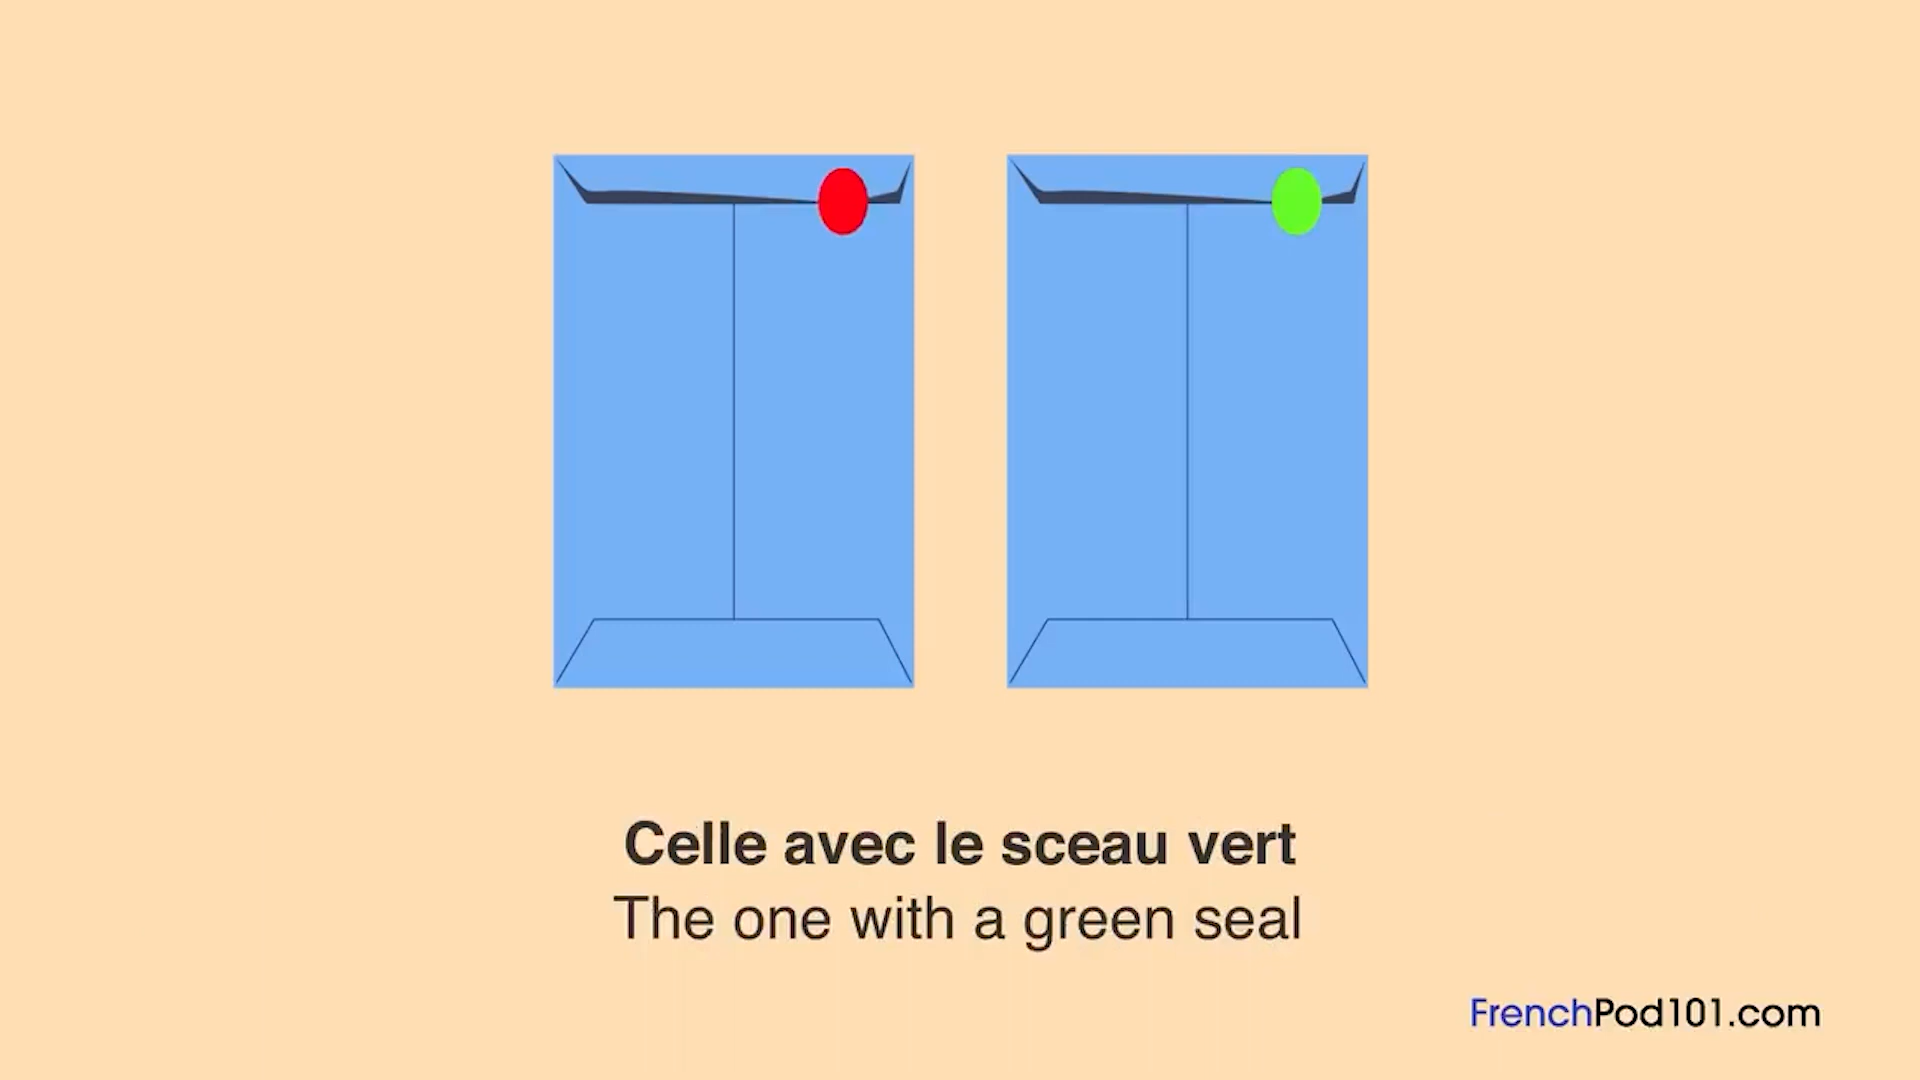 Celle avec le sceau vert
The one with a green seal
FrenchPod101.com